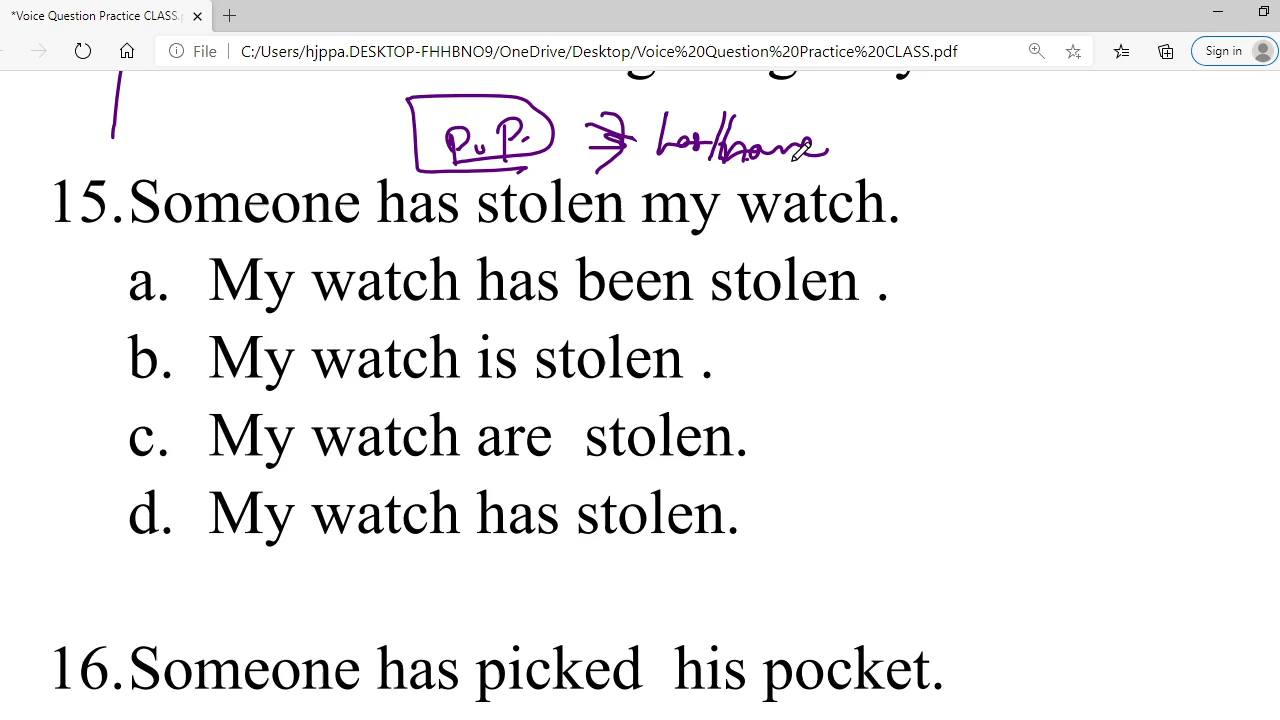 *Voice Question Practice CLASS.p
File C:/Users/hjppa.DESKTOP-FHHBNO9/OneDrive/Desktop/Voice%20Question%20Practice%20CLASS.pdf Sign in
P.P. ⇒ has/have
15.Someone has stolen my watch.
a. My watch has been stolen .
b. My watch is stolen .
c. My watch are stolen.
d. My watch has stolen.
16.Someone has picked his pocket.